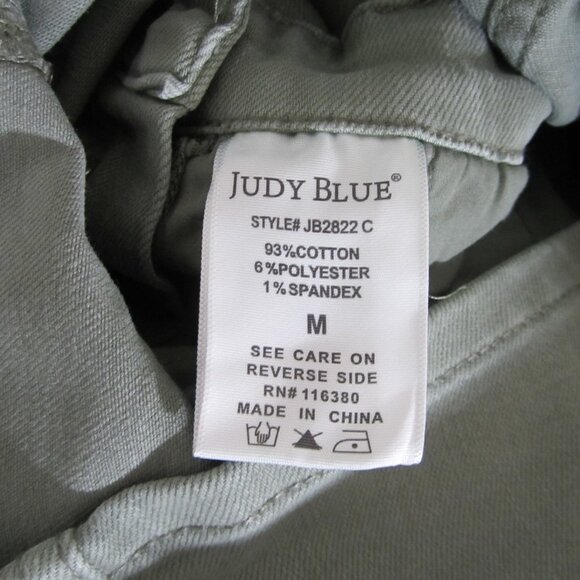 JUDY BLUE®
STYLE# JB2822 C
93%COTTON
6%POLYESTER
1%SPANDEX
M
SEE CARE ON
REVERSE SIDE
RN# 116380
MADE IN CHINA